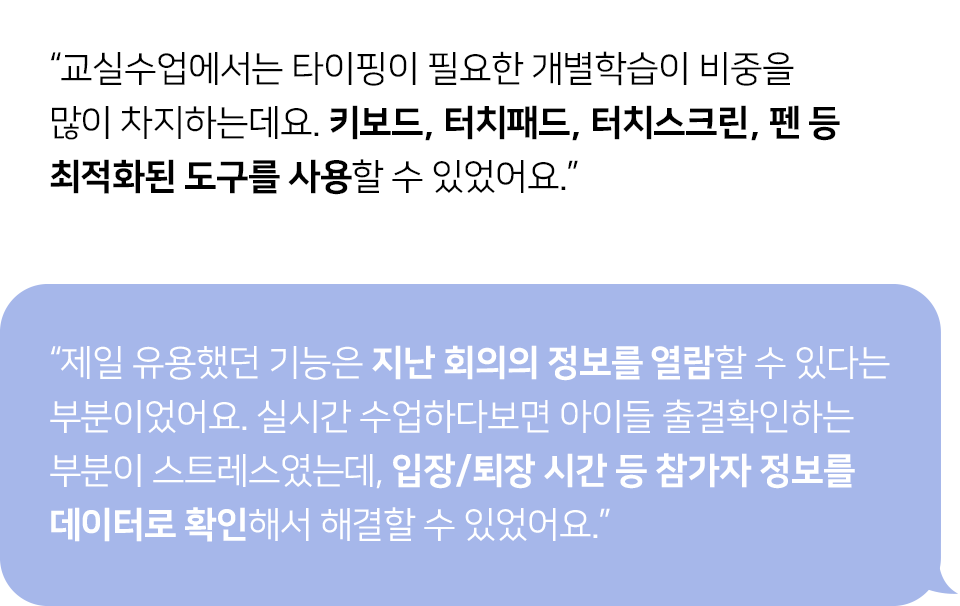 “교실수업에서는 타이핑이 필요한 개별학습이 비중을
많이 차지하는데요. 키보드, 터치패드, 터치스크린, 펜 등
최적화된 도구를 사용할 수 있었어요.”
“제일 유용했던 기능은 지난 회의의 정보를 열람할 수 있다는
부분이었어요. 실시간 수업하다보면 아이들 출결확인하는
부분이 스트레스였는데, 입장/퇴장 시간 등 참가자 정보를
데이터로 확인해서 해결할 수 있었어요.”